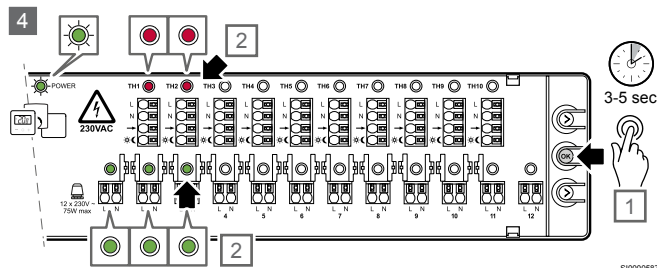 4
2
POWER
TH1 TH2 TH3 TH4 TH5 TH6 TH7 TH8 TH9 TH10
230VAC
L
N
3-5 sec
OK
1
12 x 230V ~
75W max
L N L N L N L N L N L N L N L N L N L N L N
4 5 6 7 8 9 10 11 12
2